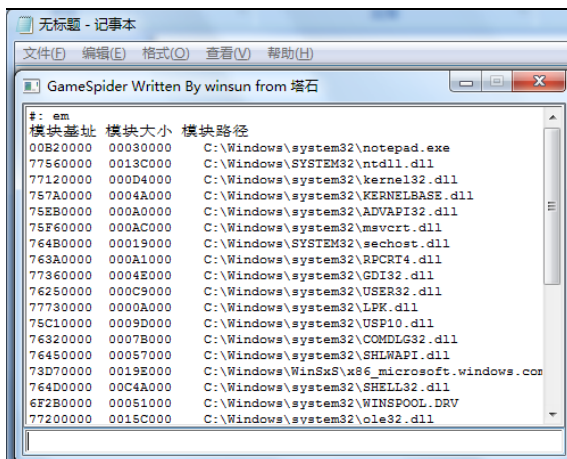 无标题 - 记事本
文件(F) 编辑(E) 格式(O) 查看(V) 帮助(H)
GameSpider Written By winsun from 塔石
#: em
模块基址 模块大小 模块路径
00B20000 00030000 C:\Windows\system32\notepad.exe
77560000 0013C000 C:\Windows\SYSTEM32\ntdll.dll
77120000 000D4000 C:\Windows\system32\kernel32.dll
757A0000 0004A000 C:\Windows\system32\KERNELBASE.dll
75EB0000 000A0000 C:\Windows\system32\ADVAPI32.dll
75F60000 000AC000 C:\Windows\system32\msvcrt.dll
764B0000 00019000 C:\Windows\SYSTEM32\sechost.dll
763A0000 000A1000 C:\Windows\system32\RPCRT4.dll
77360000 0004E000 C:\Windows\system32\GDI32.dll
76250000 000C9000 C:\Windows\system32\USER32.dll
77730000 0000A000 C:\Windows\system32\LPK.dll
75C10000 0009D000 C:\Windows\system32\USP10.dll
76320000 0007B000 C:\Windows\system32\COMDLG32.dll
76450000 00057000 C:\Windows\system32\SHLWAPI.dll
73D70000 0019E000 C:\Windows\WinSxS\x86_microsoft.windows.com
764D0000 00C4A000 C:\Windows\system32\SHELL32.dll
6F2B0000 00051000 C:\Windows\system32\WINSPOOL.DRV
77200000 0015C000 C:\Windows\system32\ole32.dll